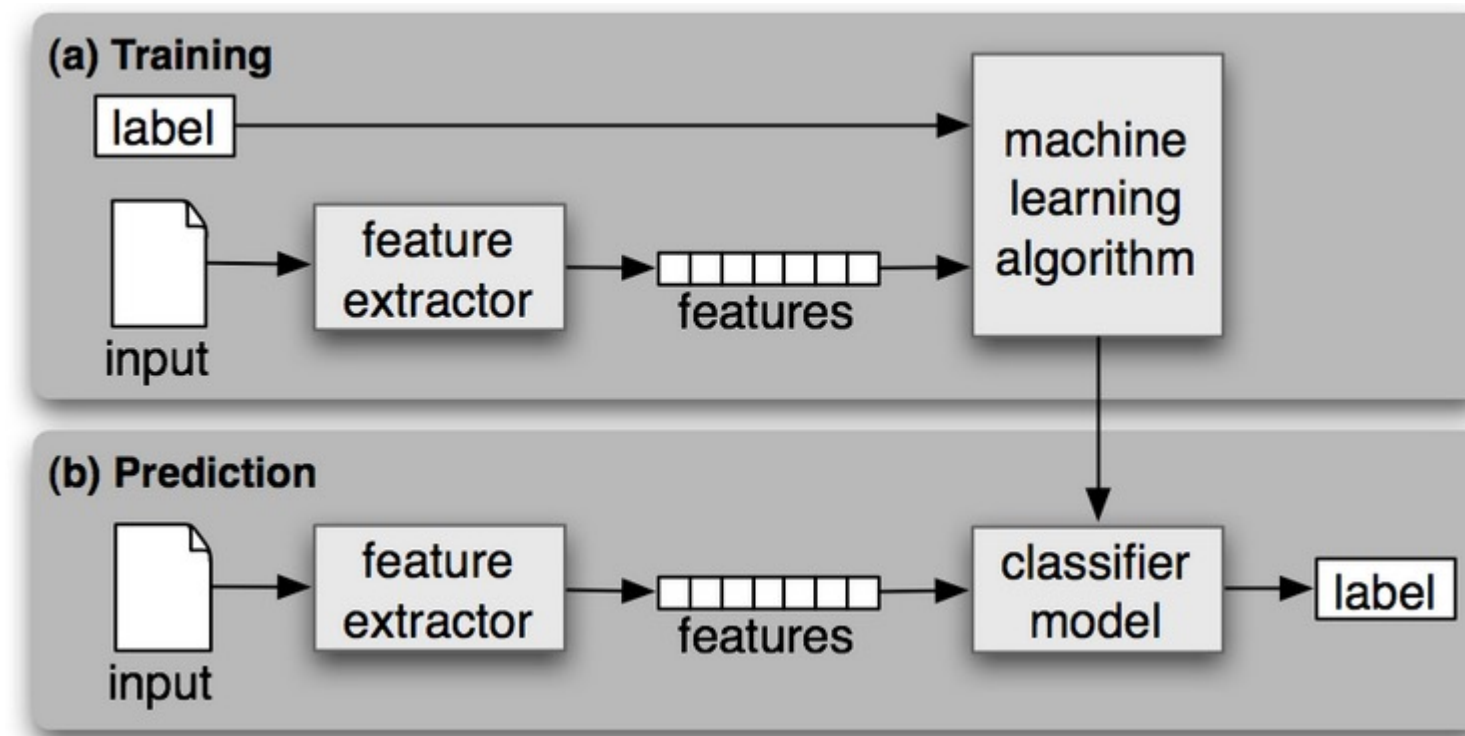 (a) Training
label
machine
learning
algorithm
feature
extractor
features
input
(b) Prediction
feature
extractor
features
classifier
model
label
input